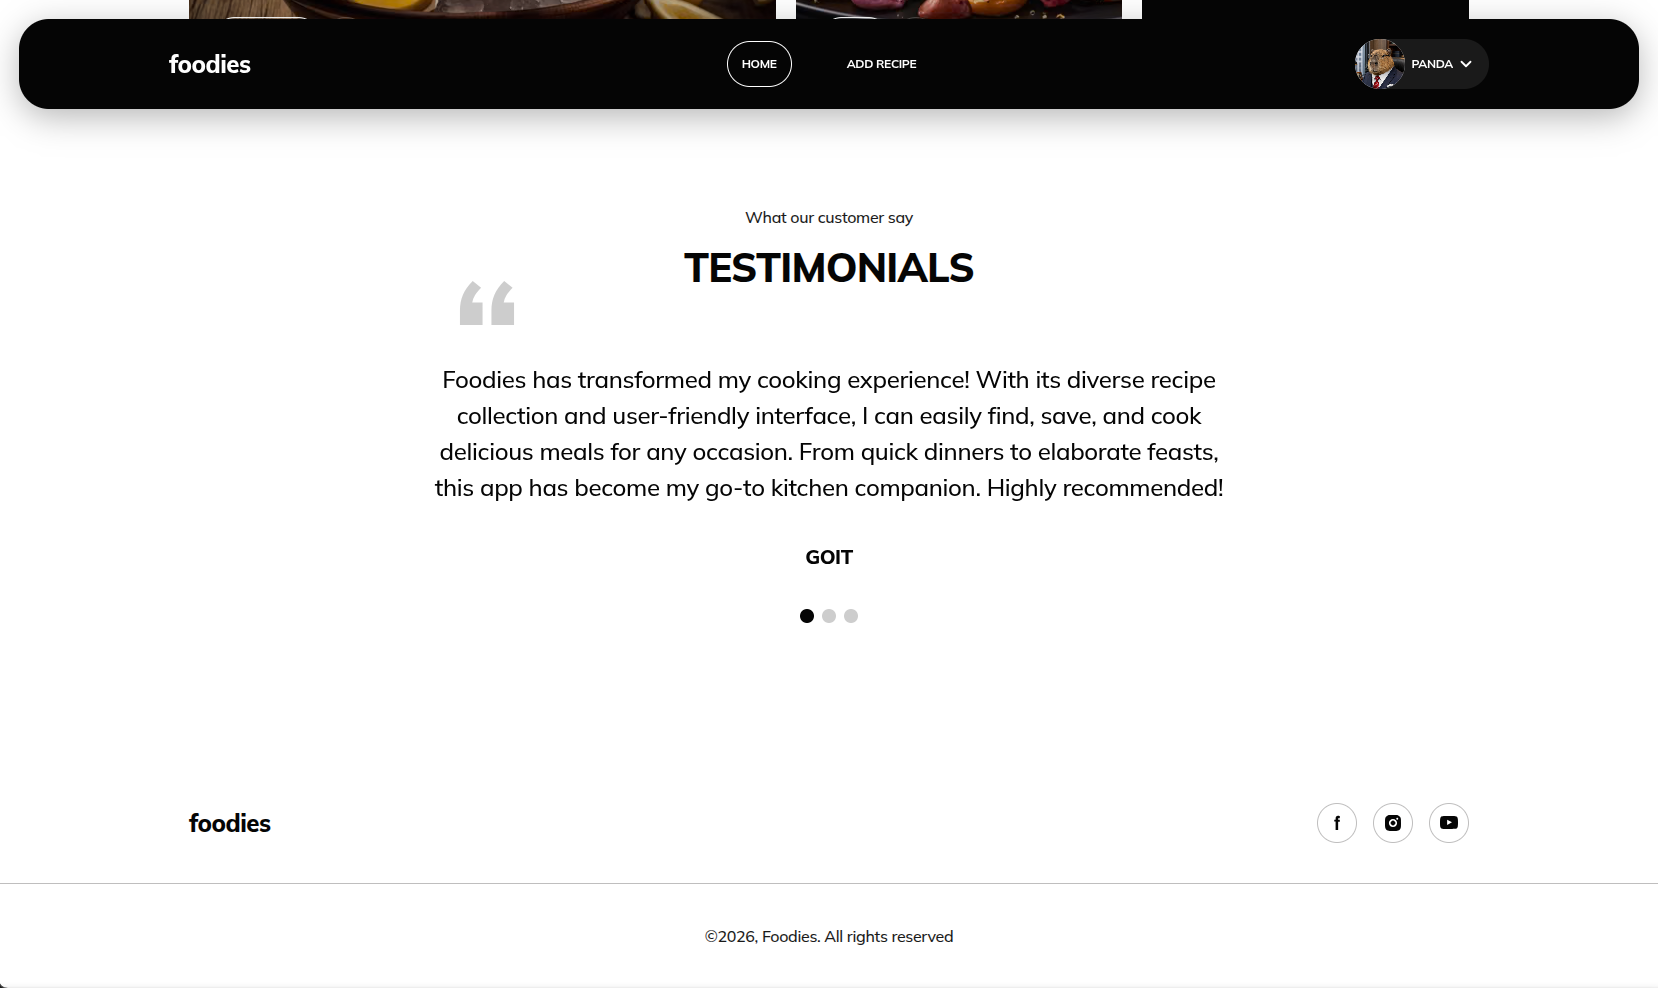 foodies
HOME
ADD RECIPE
PANDA
What our customer say
TESTIMONIALS
Foodies has transformed my cooking experience! With its diverse recipe
collection and user-friendly interface, I can easily find, save, and cook
delicious meals for any occasion. From quick dinners to elaborate feasts,
this app has become my go-to kitchen companion. Highly recommended!
GOIT
foodies
©2026, Foodies. All rights reserved